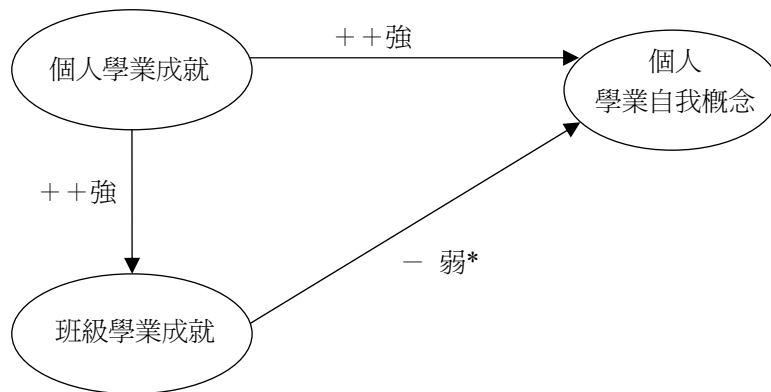 ＋＋強
個人學業成就
個人
學業自我概念
＋＋強
－ 弱*
班級學業成就